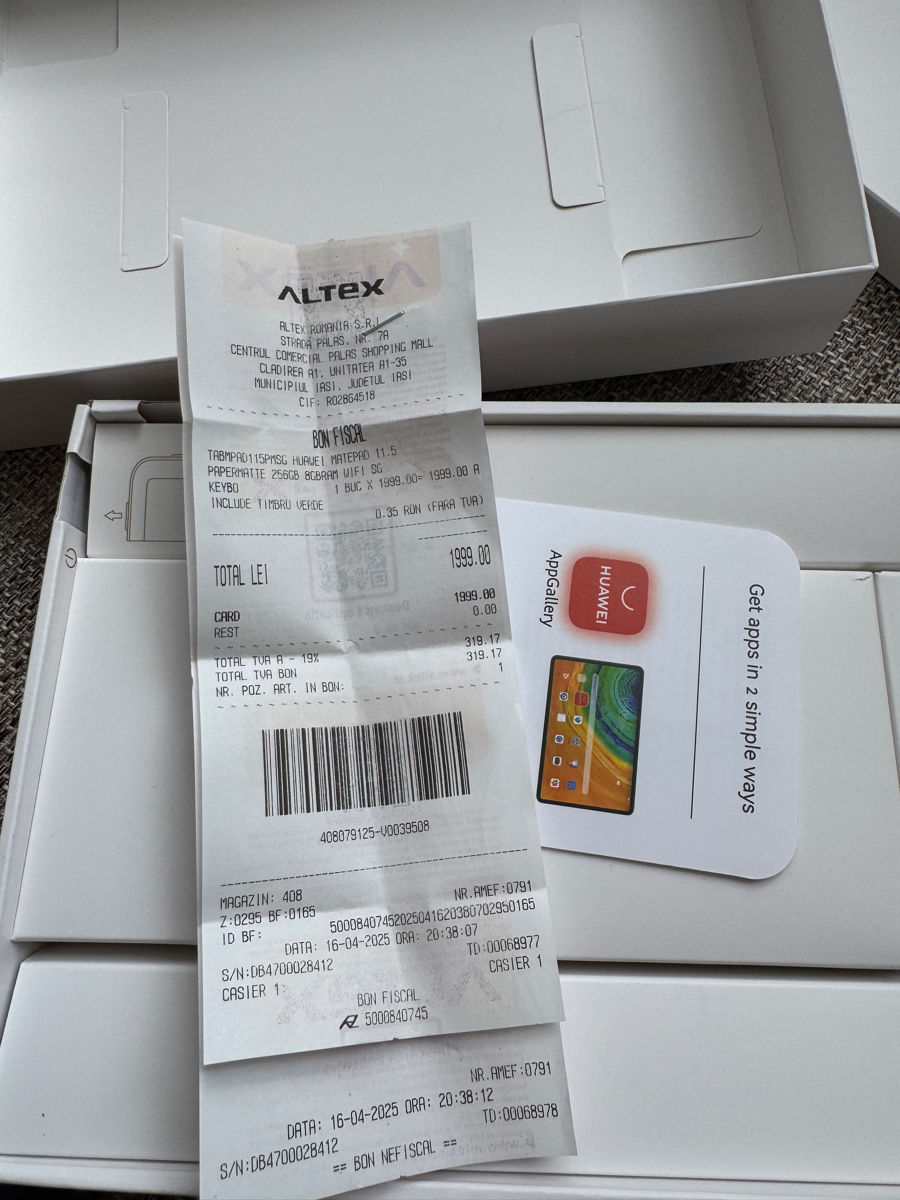 ALTEX
ALTEX ROMANIA S.R.L
STRADA PALAS, NR. 7A
CENTRUL COMERCIAL PALAS SHOPPING MALL
CLADIREA A1, UNITATEA A1-35
MUNICIPIUL IASI, JUDETUL IASI
CIF: RO2864518
BON FISCAL
TABMPAD115PMSG HUAWEI MATEPAD 11.5
PAPERMATTE 256GB 8GBRAM WIFI SG
KEYBO 1 BUC X 1999.00= 1999.00 A
INCLUDE TIMBRU VERDE
0.35 RON (FARA TVA)
TOTAL LEI 1999.00
CARD 1999.00
REST 0.00
TOTAL TVA A - 19% 319.17
TOTAL TVA BON 319.17
NR. POZ. ART. IN BON: 1
408079125-V0039508
MAGAZIN: 408 NR.AMEF:0791
Z:0295 BF:0165
ID BF: 50008407452025041620380702950165
DATA: 16-04-2025 ORA: 20:38:07
S/N:DB4700028412 TD:00068977
CASIER 1: CASIER 1
BON FISCAL
5000840745
NR.AMEF:0791
DATA: 16-04-2025 ORA: 20:38:12
S/N:DB4700028412 TD:00068978
== BON NEFISCAL ==
Get apps in 2 simple ways
HUAWEI
AppGallery